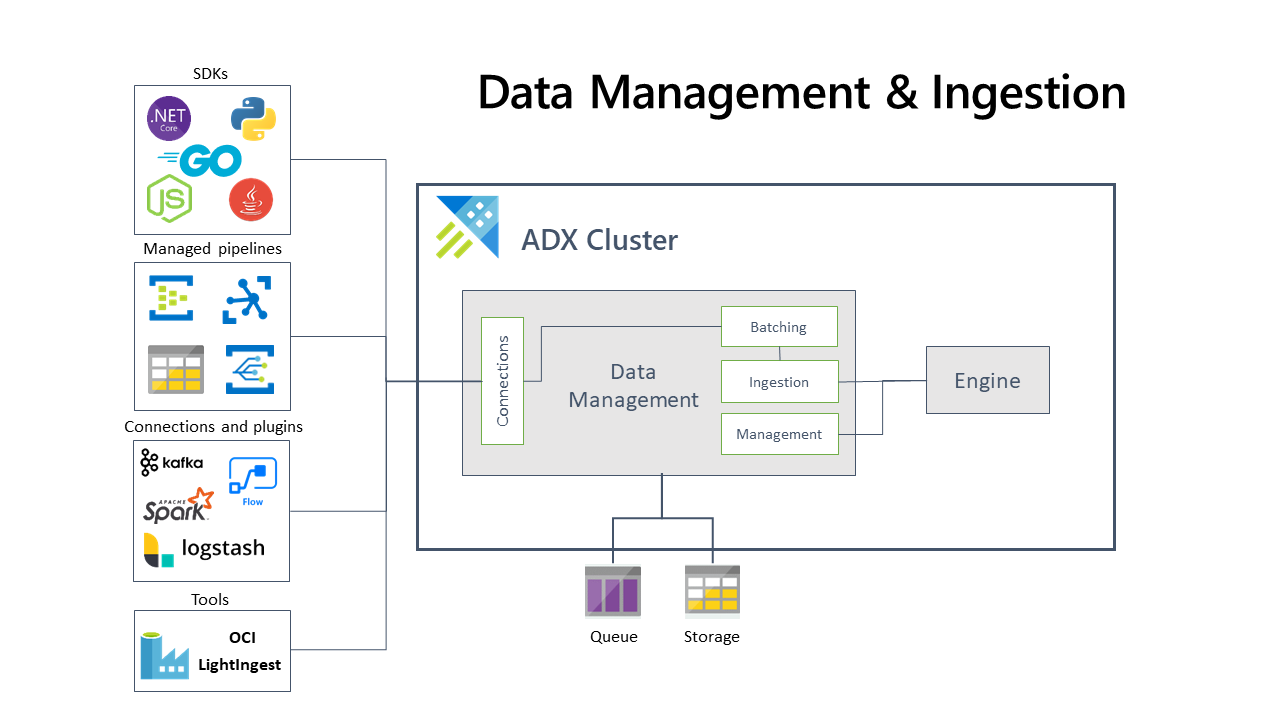 Data Management & Ingestion
SDKs
.NET
Core
GO
JS
Managed pipelines
Connections and plugins
kafka
Flow
APACHE
Spark
logstash
Tools
OCI
LightIngest
ADX Cluster
Connections
Data
Management
Batching
Ingestion
Management
Engine
Queue
Storage